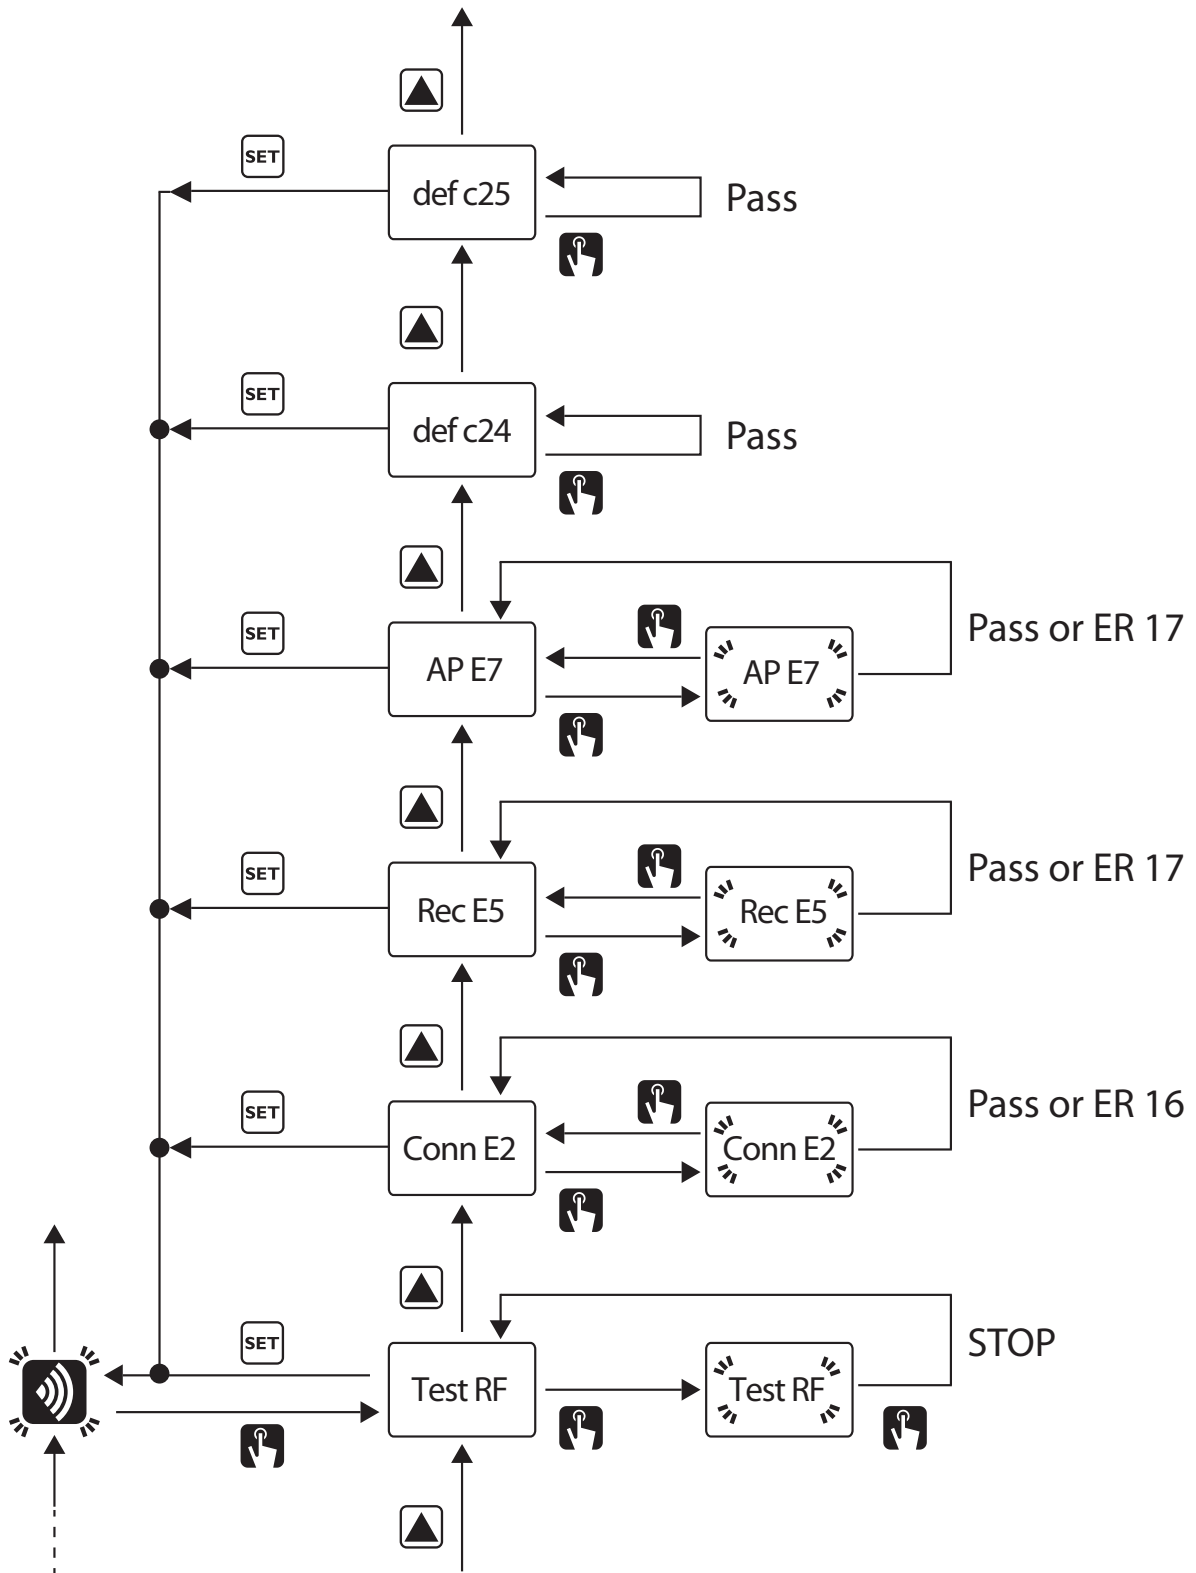 SET
def c25
Pass
SET
def c24
Pass
SET
AP E7
AP E7
Pass or ER 17
SET
Rec E5
Rec E5
Pass or ER 17
SET
Conn E2
Conn E2
Pass or ER 16
SET
Test RF
Test RF
STOP